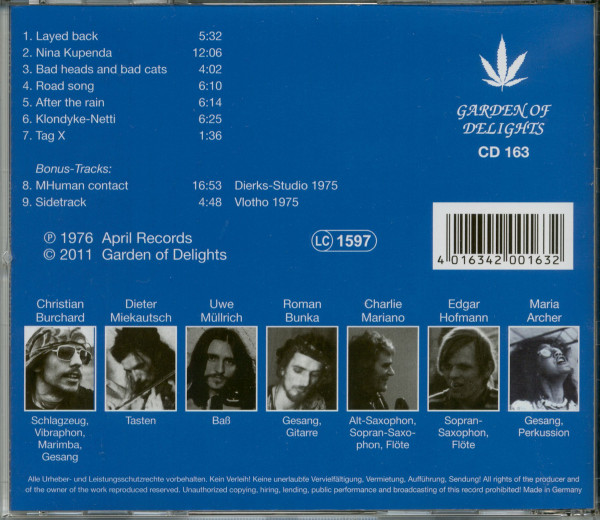 1. Layed back 5:32
2. Nina Kupenda 12:06
3. Bad heads and bad cats 4:02
4. Road song 6:10
5. After the rain 6:14
6. Klondyke-Netti 6:25
7. Tag X 1:36
GARDEN OF
DELIGHTS
CD 163
Bonus-Tracks:
8. MHuman contact 16:53 Dierks-Studio 1975
9. Sidetrack 4:48 Vlotho 1975
℗ 1976 April Records
© 2011 Garden of Delights
LC 1597
4 016342 001632
Christian
Burchard
Dieter
Miekautsch
Uwe
Müllrich
Roman
Bunka
Charlie
Mariano
Edgar
Hofmann
Maria
Archer
Schlagzeug,
Vibraphon,
Marimba,
Gesang
Tasten
Baß
Gesang,
Gitarre
Alt-Saxophon,
Sopran-Saxo-
phon, Flöte
Sopran-
Saxophon,
Flöte
Gesang,
Perkussion
Alle Urheber- und Leistungsschutzrechte vorbehalten. Kein Verleih! Keine unerlaubte Vervielfältigung, Vermietung, Aufführung, Sendung! All rights of the producer and
of the owner of the work reproduced reserved. Unauthorized copying, hiring, lending, public performance and broadcasting of this record prohibited! Made in Germany